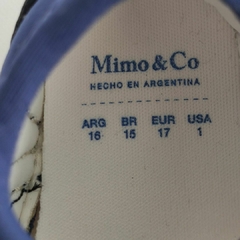 Mimo & Co
HECHO EN ARGENTINA
ARG BR EUR USA
16 15 17 1